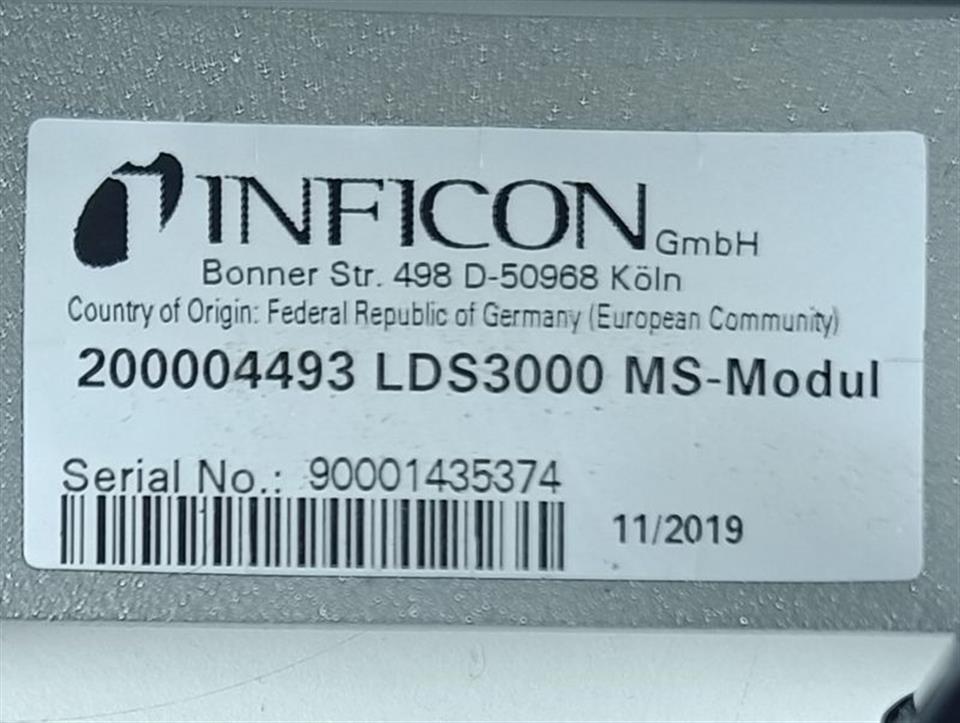 INFICON GmbH
Bonner Str. 498 D-50968 Köln
Country of Origin: Federal Republic of Germany (European Community)
200004493 LDS3000 MS-Modul
Serial No.: 90001435374
11/2019